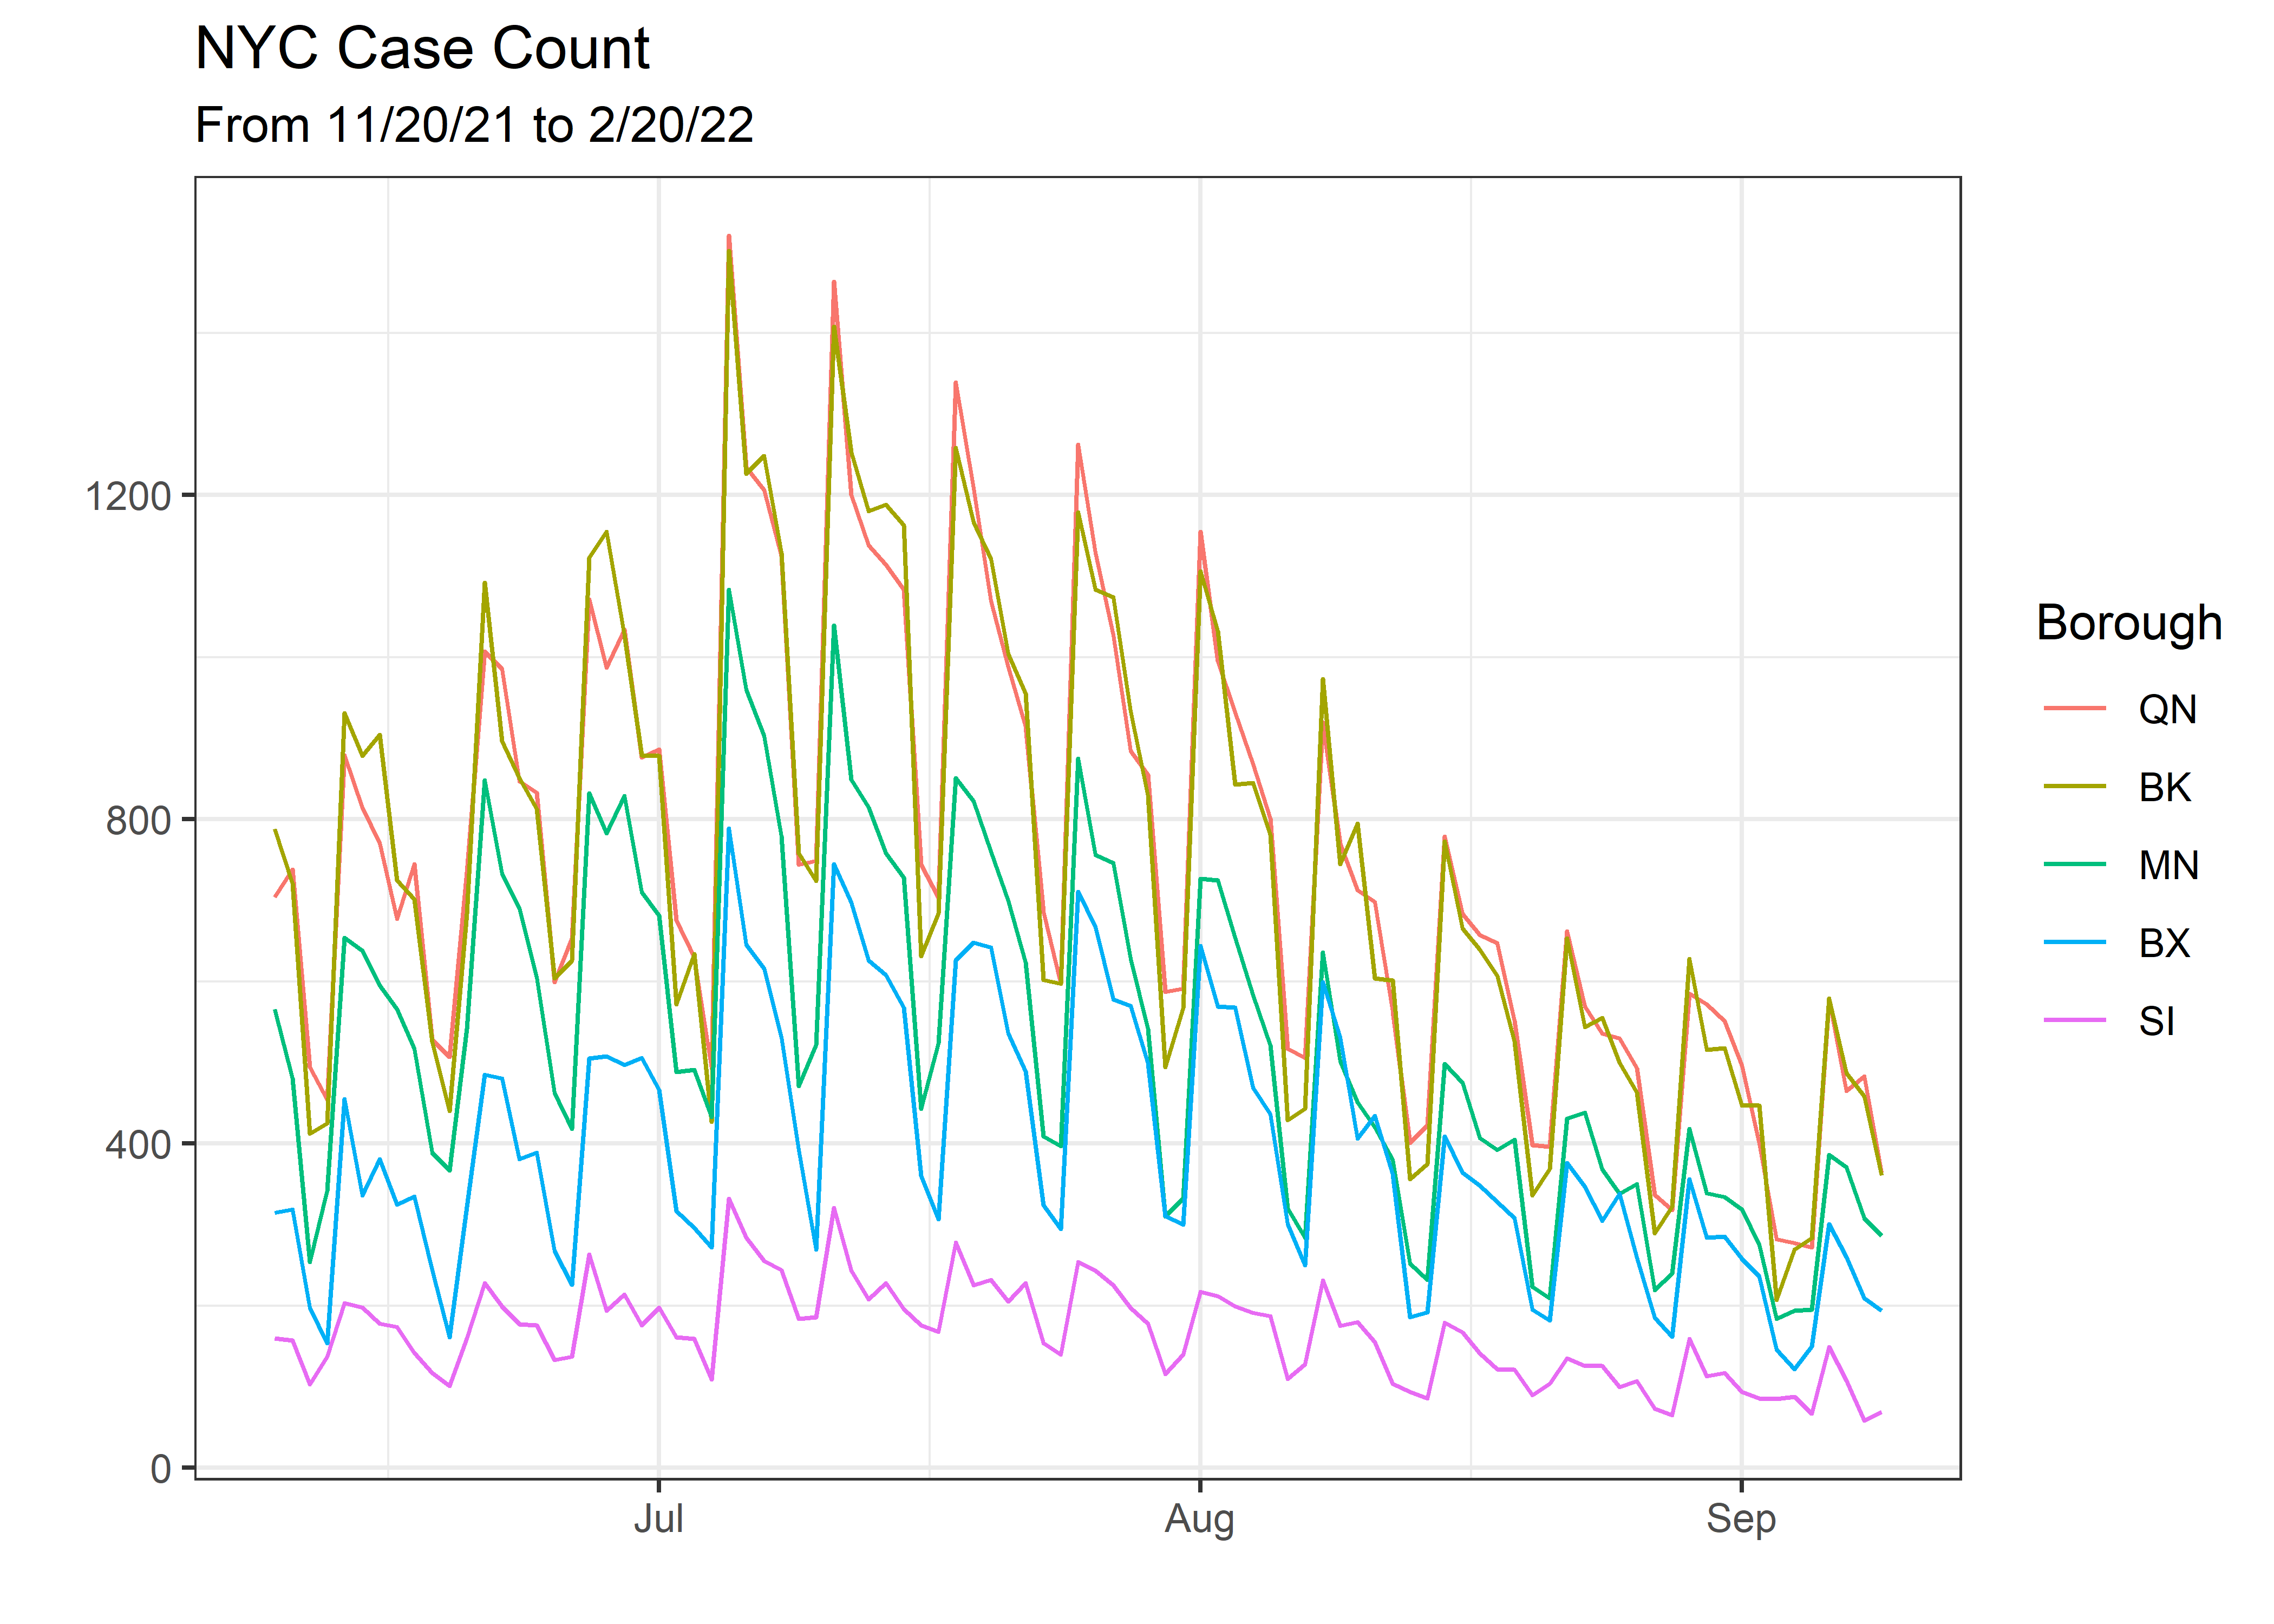 NYC Case Count
From 11/20/21 to 2/20/22
1200
800
400
0
Jul
Aug
Sep
Borough
QN
BK
MN
BX
SI